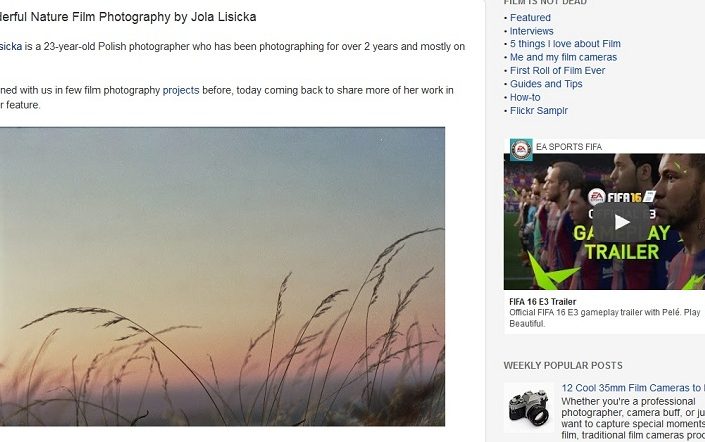 derful Nature Film Photography by Jola Lisicka
sicka is a 23-year-old Polish photographer who has been photographing for over 2 years and mostly on
ned with us in few film photography projects before, today coming back to share more of her work in
r feature.
FILM IS NOT DEAD
• Featured
• Interviews
• 5 things I love about Film
• Me and my film cameras
• First Roll of Film Ever
• Guides and Tips
• How-to
• Flickr Samplr
EA SPORTS FIFA
EA SPORTS FIFA 16
GAMEPLAY
TRAILER
FIFA 16 E3 Trailer
Official FIFA 16 E3 gameplay trailer with Pelé. Play
Beautiful.
WEEKLY POPULAR POSTS
12 Cool 35mm Film Cameras to
Whether you're a professional
photographer, camera buff, or ju
want to capture special moments
film, traditional film cameras proc